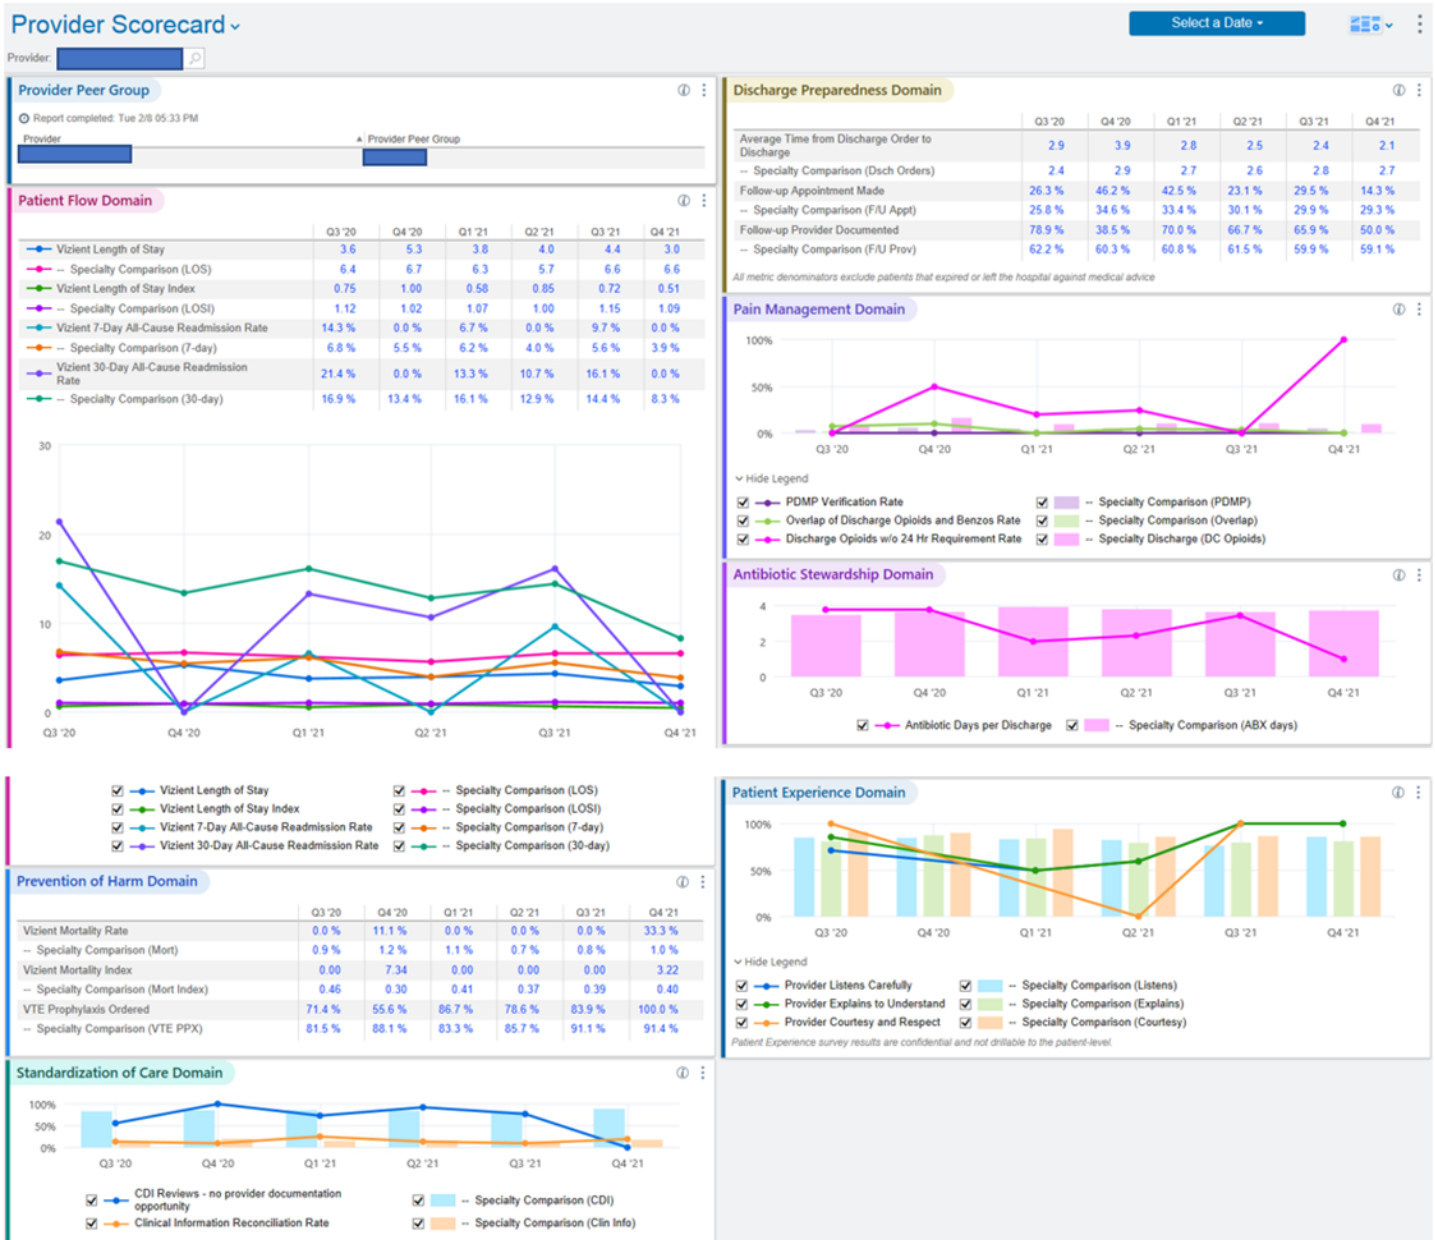 Provider Scorecard
Select a Date
Provider:
Provider Peer Group
Report completed: Tue 2/8 05:33 PM
Provider Provider Peer Group
Patient Flow Domain
Q3 '20 Q4 '20 Q1 '21 Q2 '21 Q3 '21 Q4 '21
Vizient Length of Stay 3.6 5.3 3.8 4.0 4.4 3.0
-- Specialty Comparison (LOS) 6.4 6.7 6.3 5.7 6.6 6.6
Vizient Length of Stay Index 0.75 1.00 0.58 0.85 0.72 0.51
-- Specialty Comparison (LOSI) 1.12 1.02 1.07 1.00 1.15 1.09
Vizient 7-Day All-Cause Readmission Rate 14.3 % 0.0 % 6.7 % 0.0 % 9.7 % 0.0 %
-- Specialty Comparison (7-day) 6.8 % 5.5 % 6.2 % 4.0 % 5.6 % 3.9 %
Vizient 30-Day All-Cause Readmission
Rate 21.4 % 0.0 % 13.3 % 10.7 % 16.1 % 0.0 %
-- Specialty Comparison (30-day) 16.9 % 13.4 % 16.1 % 12.9 % 14.4 % 8.3 %
30
20
10
0
Q3 '20 Q4 '20 Q1 '21 Q2 '21 Q3 '21 Q4 '21
Vizient Length of Stay -- Specialty Comparison (LOS)
Vizient Length of Stay Index -- Specialty Comparison (LOSI)
Vizient 7-Day All-Cause Readmission Rate -- Specialty Comparison (7-day)
Vizient 30-Day All-Cause Readmission Rate -- Specialty Comparison (30-day)
Prevention of Harm Domain
Q3 '20 Q4 '20 Q1 '21 Q2 '21 Q3 '21 Q4 '21
Vizient Mortality Rate 0.0 % 11.1 % 0.0 % 0.0 % 0.0 % 33.3 %
-- Specialty Comparison (Mort) 0.9 % 1.2 % 1.1 % 0.7 % 0.8 % 1.0 %
Vizient Mortality Index 0.00 7.34 0.00 0.00 0.00 3.22
-- Specialty Comparison (Mort Index) 0.46 0.30 0.41 0.37 0.39 0.40
VTE Prophylaxis Ordered 71.4 % 55.6 % 86.7 % 78.6 % 83.9 % 100.0 %
-- Specialty Comparison (VTE PPX) 81.5 % 88.1 % 83.3 % 85.7 % 91.1 % 91.4 %
Standardization of Care Domain
100%
50%
0%
Q3 '20 Q4 '20 Q1 '21 Q2 '21 Q3 '21 Q4 '21
CDI Reviews - no provider documentation
opportunity -- Specialty Comparison (CDI)
Clinical Information Reconciliation Rate -- Specialty Comparison (Clin Info)
Discharge Preparedness Domain
Q3 '20 Q4 '20 Q1 '21 Q2 '21 Q3 '21 Q4 '21
Average Time from Discharge Order to
Discharge 2.9 3.9 2.8 2.5 2.4 2.1
-- Specialty Comparison (Dsch Orders) 2.4 2.9 2.7 2.6 2.8 2.7
Follow-up Appointment Made 26.3 % 46.2 % 42.5 % 23.1 % 29.5 % 14.3 %
-- Specialty Comparison (F/U Appt) 25.8 % 34.6 % 33.4 % 30.1 % 29.9 % 29.3 %
Follow-up Provider Documented 78.9 % 38.5 % 70.0 % 66.7 % 65.9 % 50.0 %
-- Specialty Comparison (F/U Prov) 62.2 % 60.3 % 60.8 % 61.5 % 59.9 % 59.1 %
All metric denominators exclude patients that expired or left the hospital against medical advice
Pain Management Domain
100%
50%
0%
Q3 '20 Q4 '20 Q1 '21 Q2 '21 Q3 '21 Q4 '21
Hide Legend
PDMP Verification Rate -- Specialty Comparison (PDMP)
Overlap of Discharge Opioids and Benzos Rate -- Specialty Comparison (Overlap)
Discharge Opioids w/o 24 Hr Requirement Rate -- Specialty Discharge (DC Opioids)
Antibiotic Stewardship Domain
4
2
0
Q3 '20 Q4 '20 Q1 '21 Q2 '21 Q3 '21 Q4 '21
Antibiotic Days per Discharge -- Specialty Comparison (ABX days)
Patient Experience Domain
100%
50%
0%
Q3 '20 Q4 '20 Q1 '21 Q2 '21 Q3 '21 Q4 '21
Hide Legend
Provider Listens Carefully -- Specialty Comparison (Listens)
Provider Explains to Understand -- Specialty Comparison (Explains)
Provider Courtesy and Respect -- Specialty Comparison (Courtesy)
Patient Experience survey results are confidential and not drillable to the patient-level.